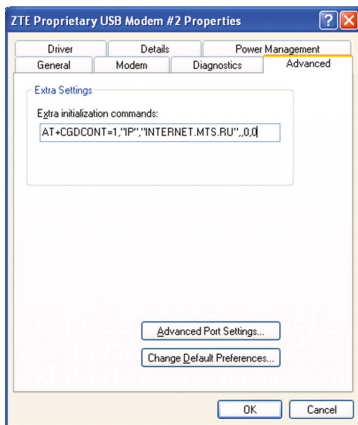 ZTE Proprietary USB Modem #2 Properties
Driver Details Power Management
General Modem Diagnostics Advanced
Extra Settings
Extra initialization commands:
AT+CGDCONT=1,"IP","INTERNET.MTS.RU",,0,0
Advanced Port Settings...
Change Default Preferences...
OK Cancel